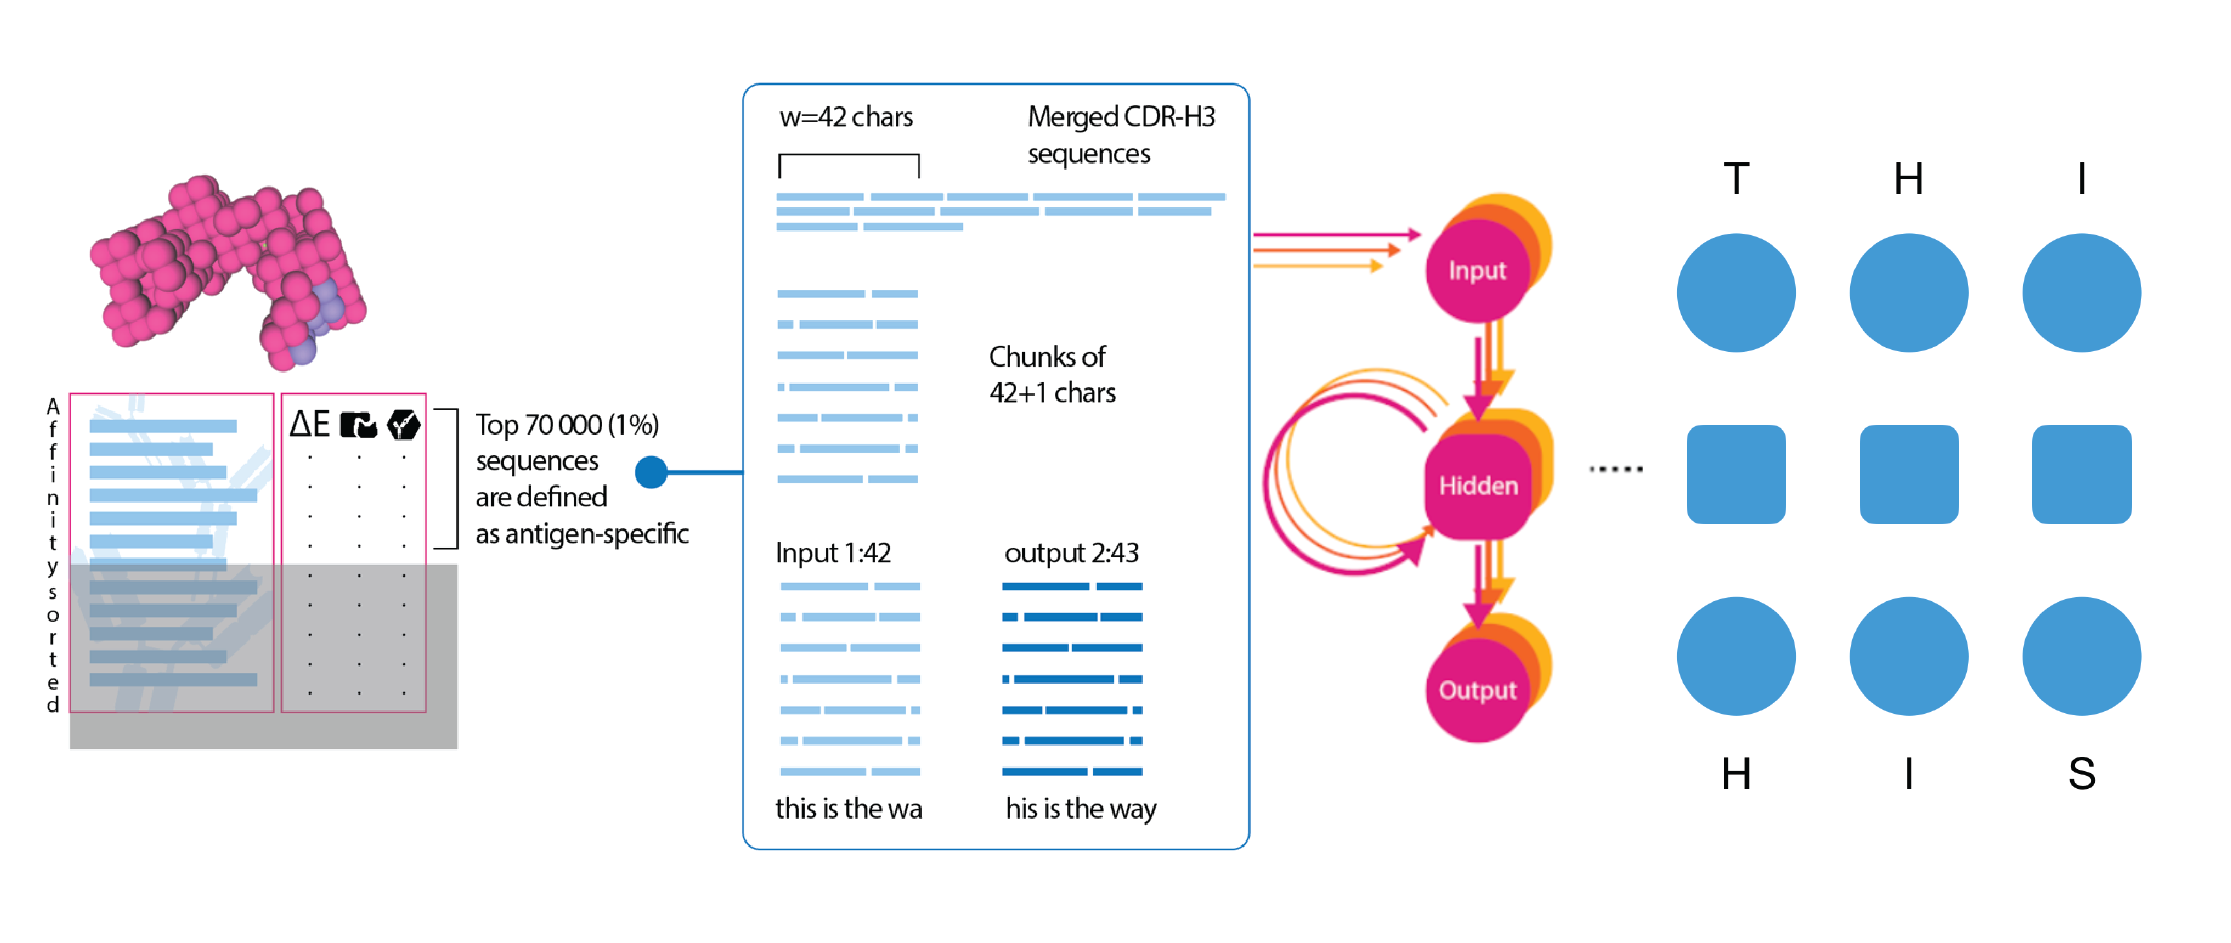 w=42 chars
Merged CDR-H3
sequences
Chunks of
42+1 chars
Input 1:42
output 2:43
this is the wa
his is the way
Affinity sorted
ΔE
Top 70 000 (1%)
sequences
are defined
as antigen-specific
Input
Hidden
Output
......
T H I
H I S